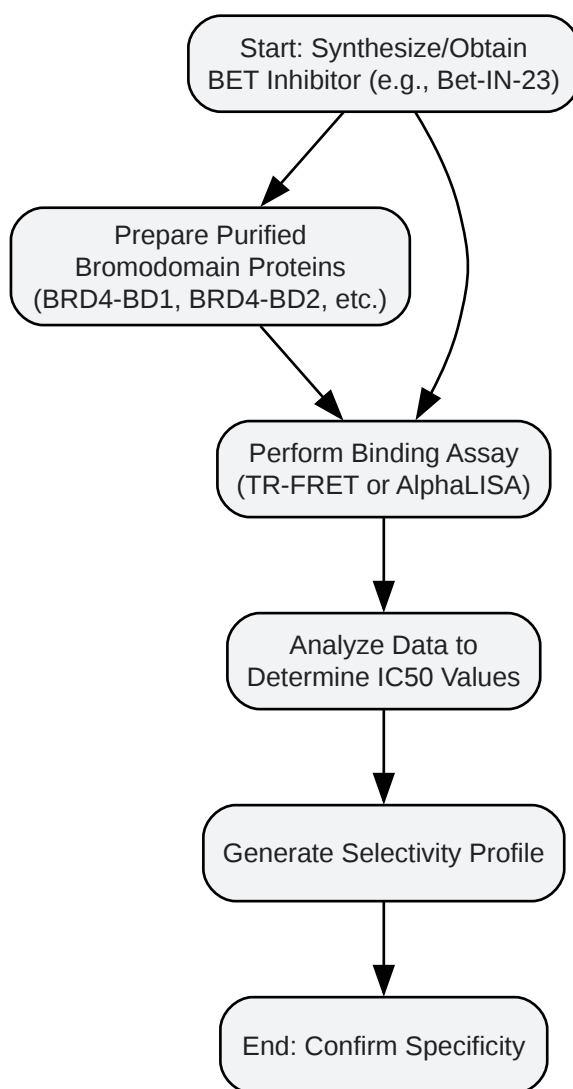 Start: Synthesize/Obtain
BET Inhibitor (e.g., Bet-IN-23)
Prepare Purified
Bromodomain Proteins
(BRD4-BD1, BRD4-BD2, etc.)
Perform Binding Assay
(TR-FRET or AlphaLISA)
Analyze Data to
Determine IC50 Values
Generate Selectivity Profile
End: Confirm Specificity